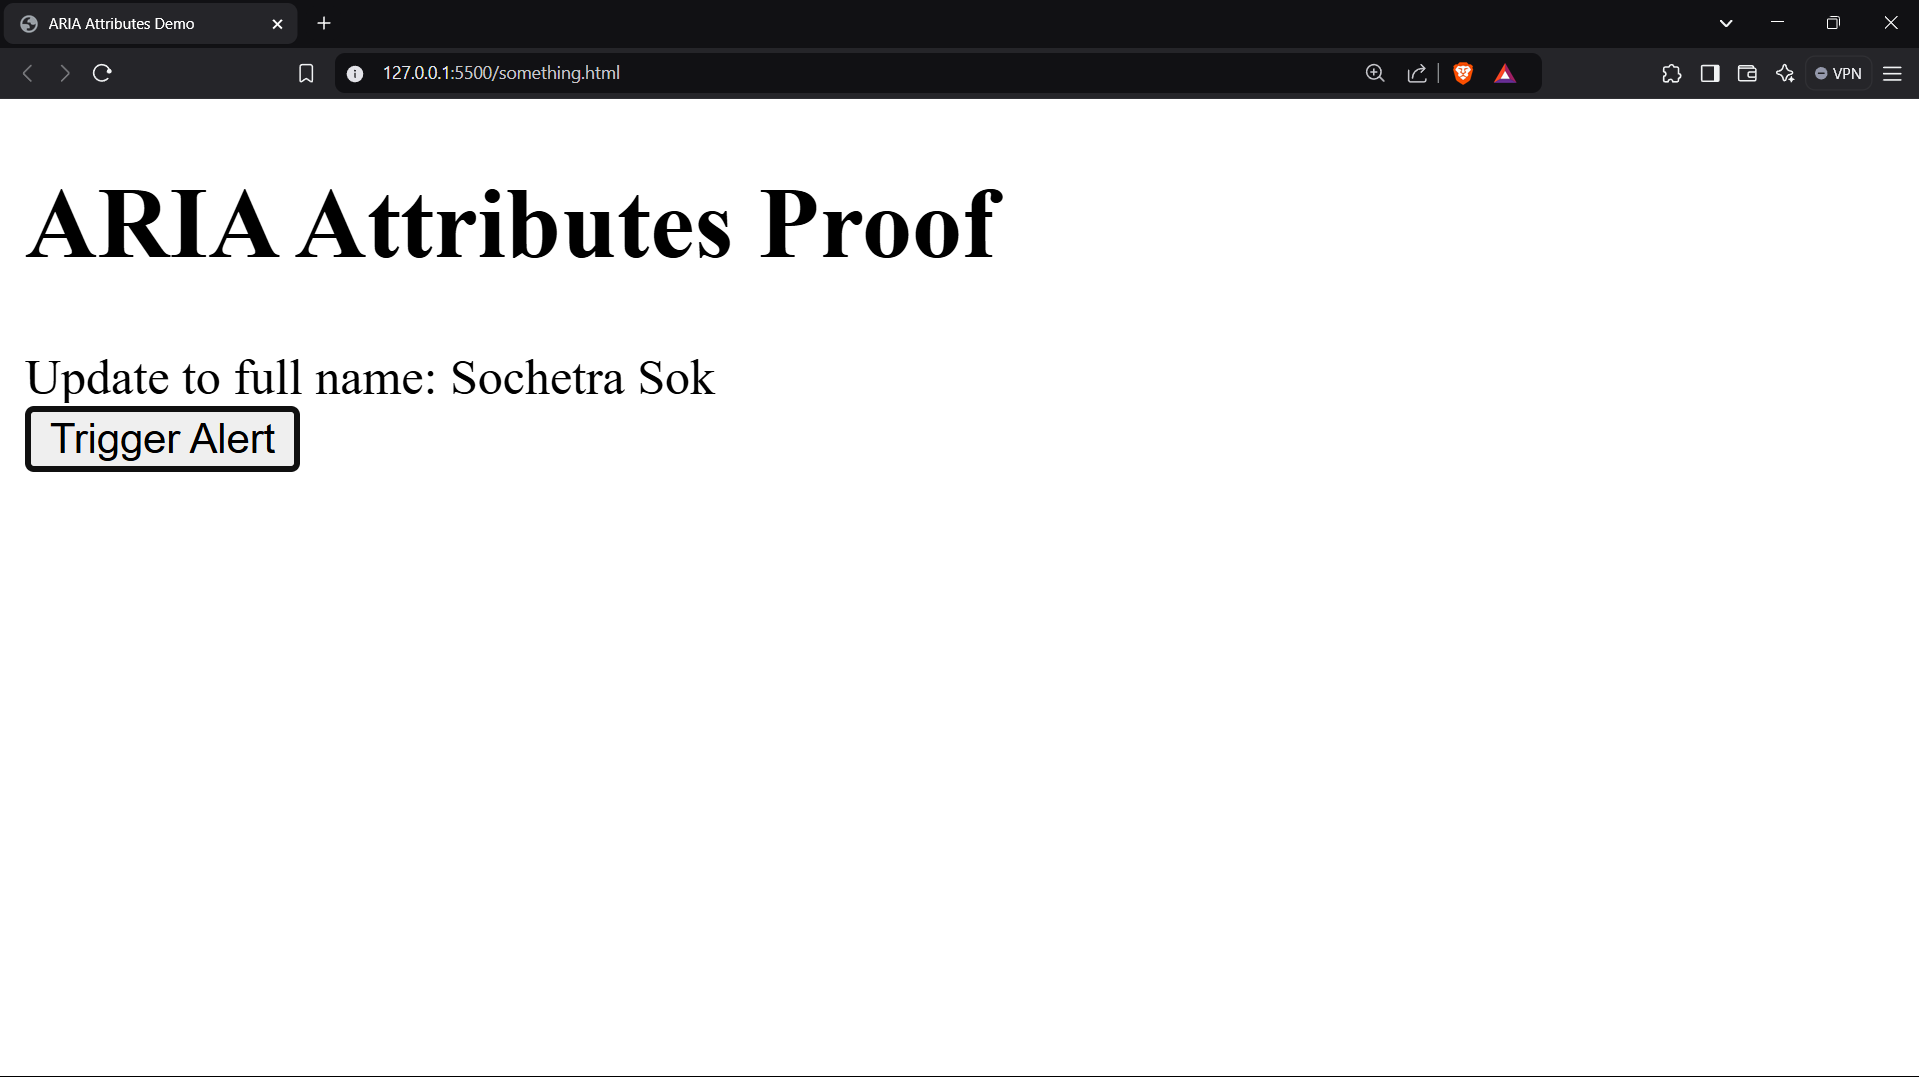 ARIA Attributes Demo
127.0.0.1:5500/something.html
VPN
ARIA Attributes Proof
Update to full name: Sochetra Sok
Trigger Alert